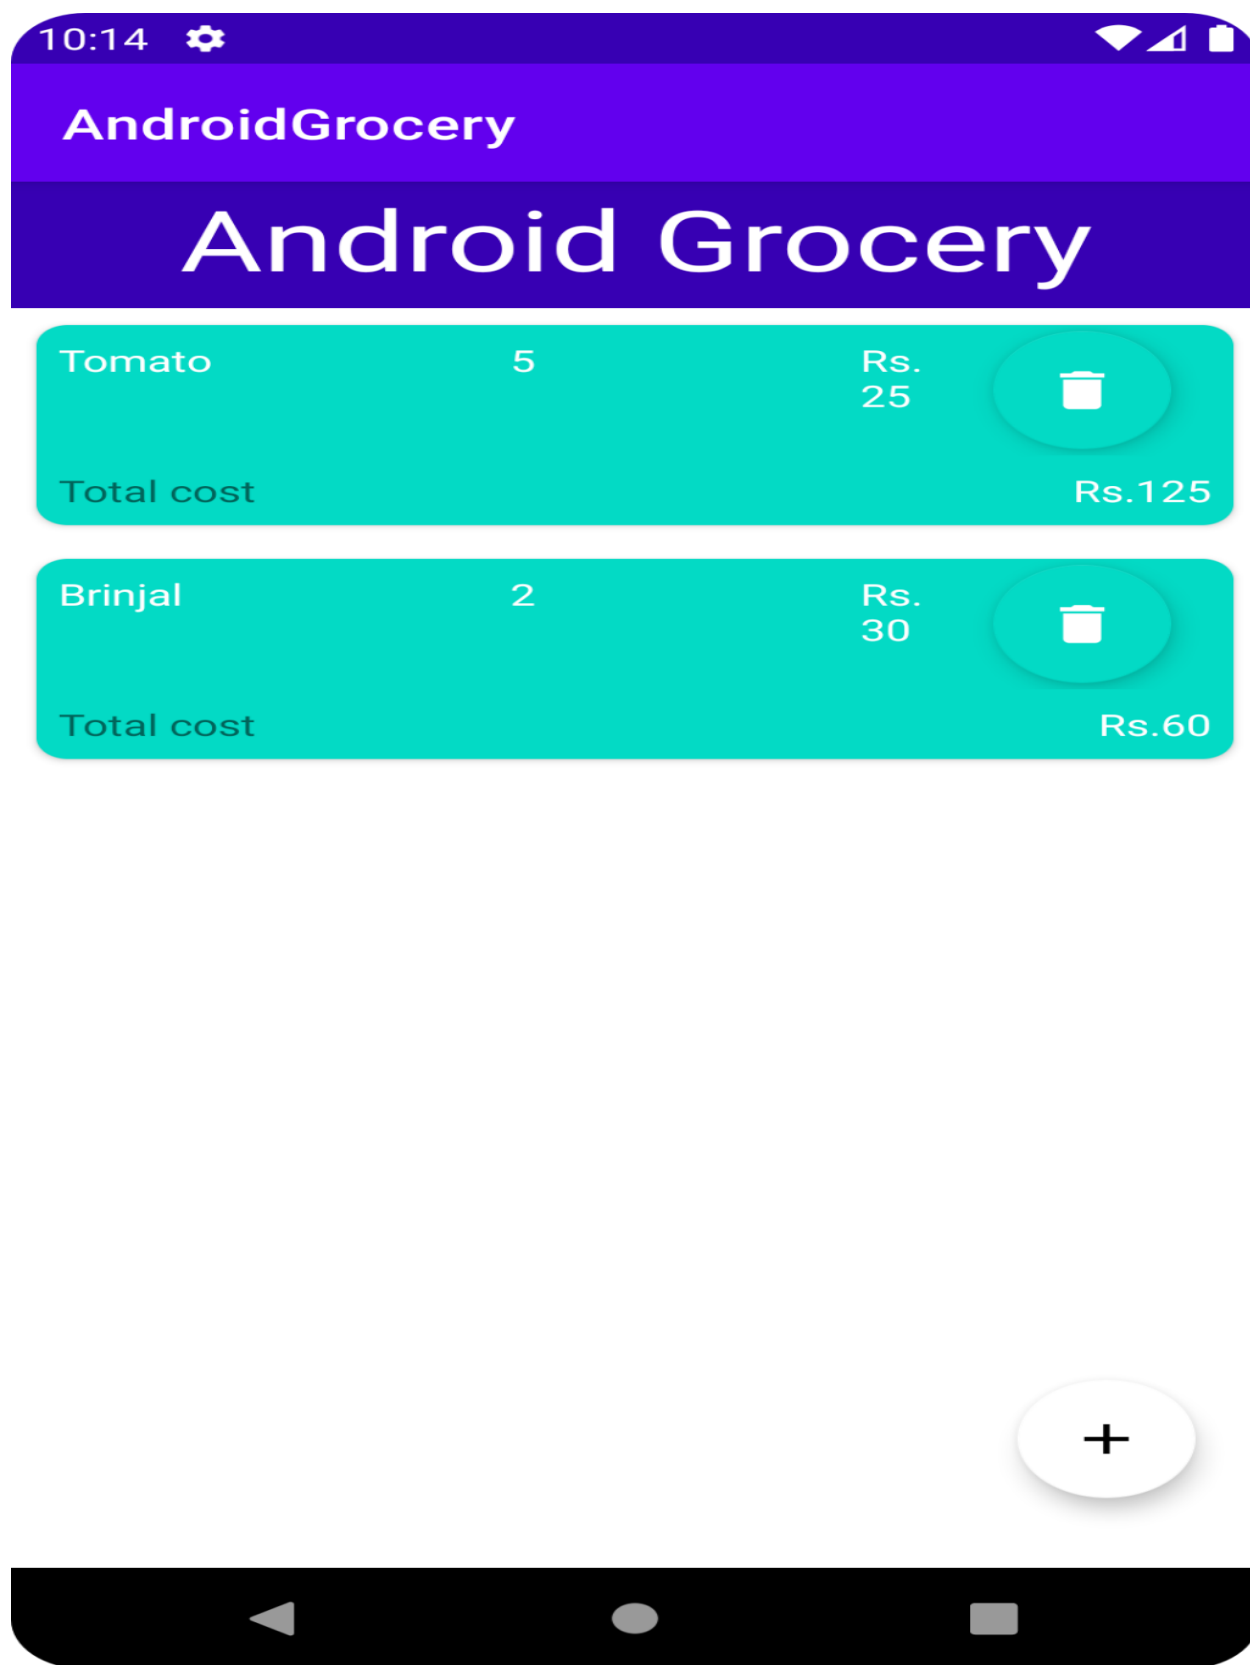 10:14
AndroidGrocery
Android Grocery
Tomato 5 Rs.
25
Total cost Rs.125
Brinjal 2 Rs.
30
Total cost Rs.60